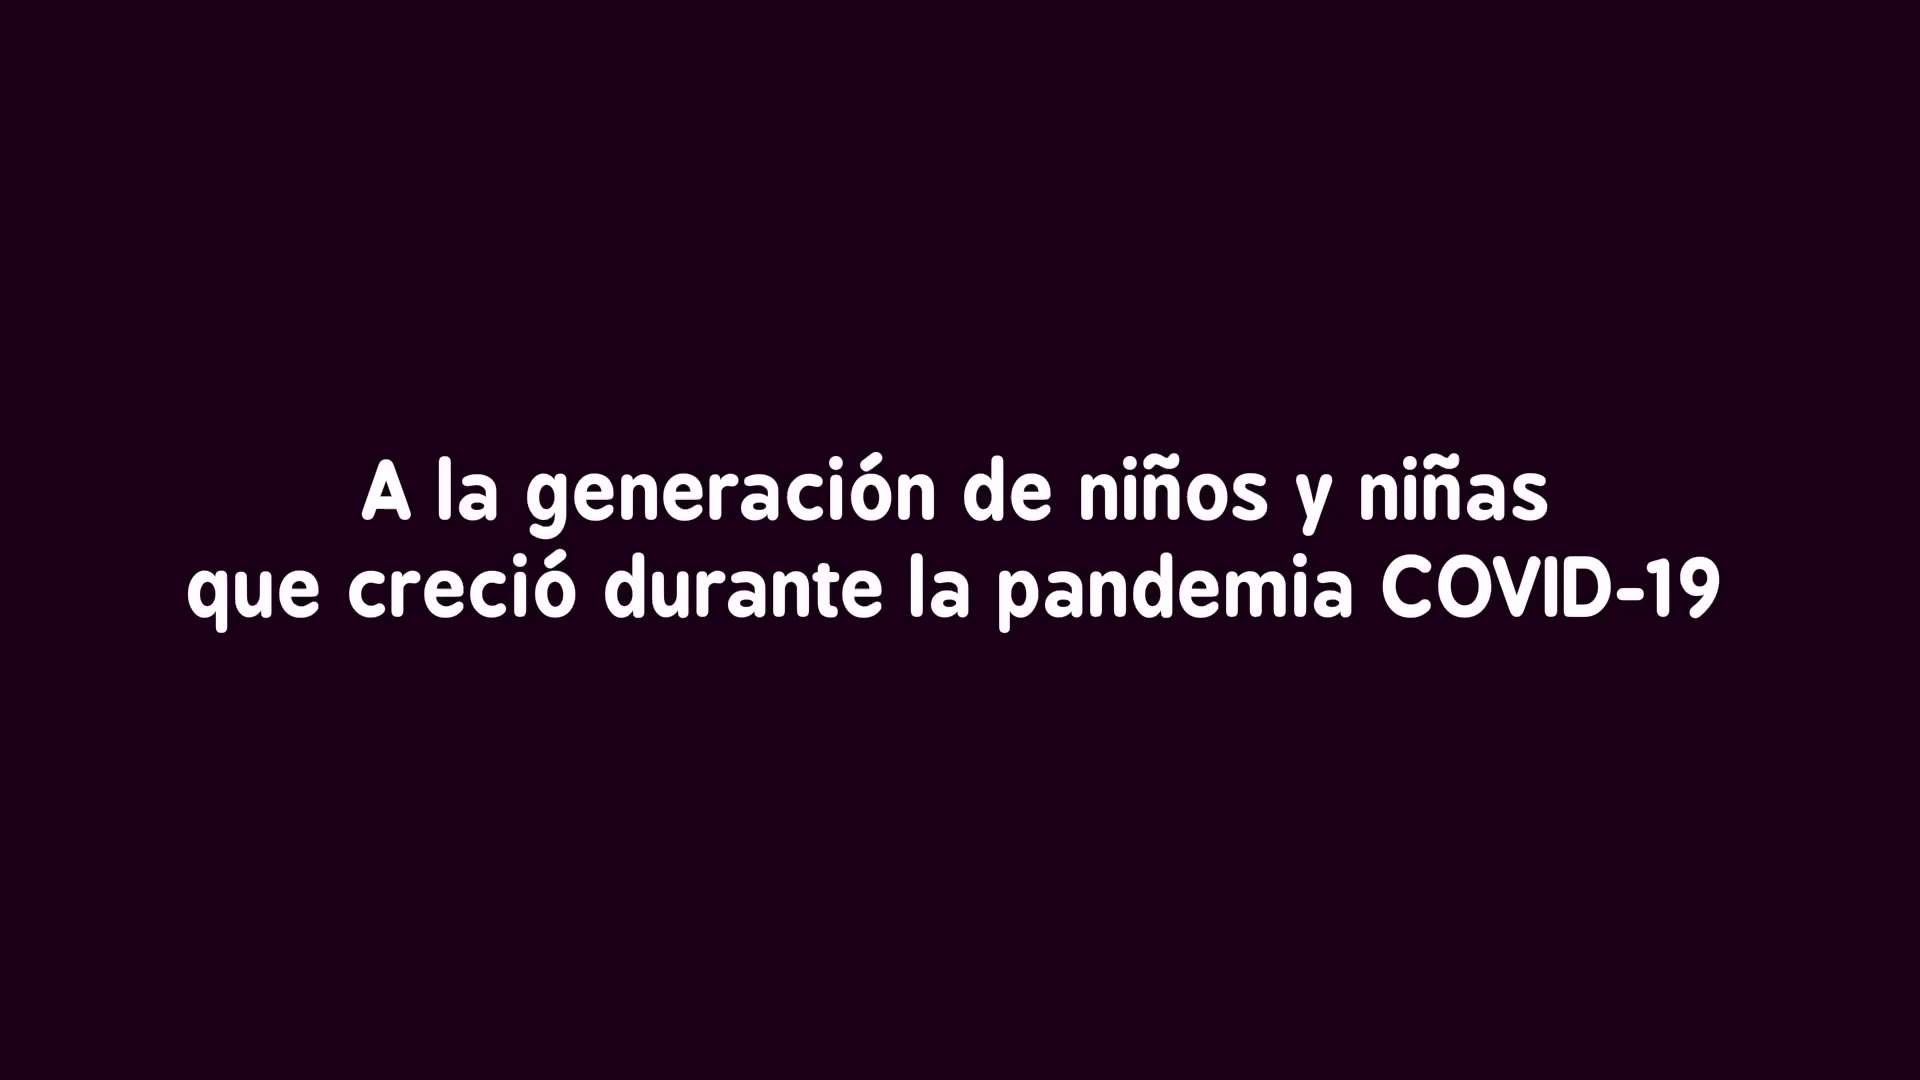 A la generación de niños y niñas
que creció durante la pandemia COVID-19